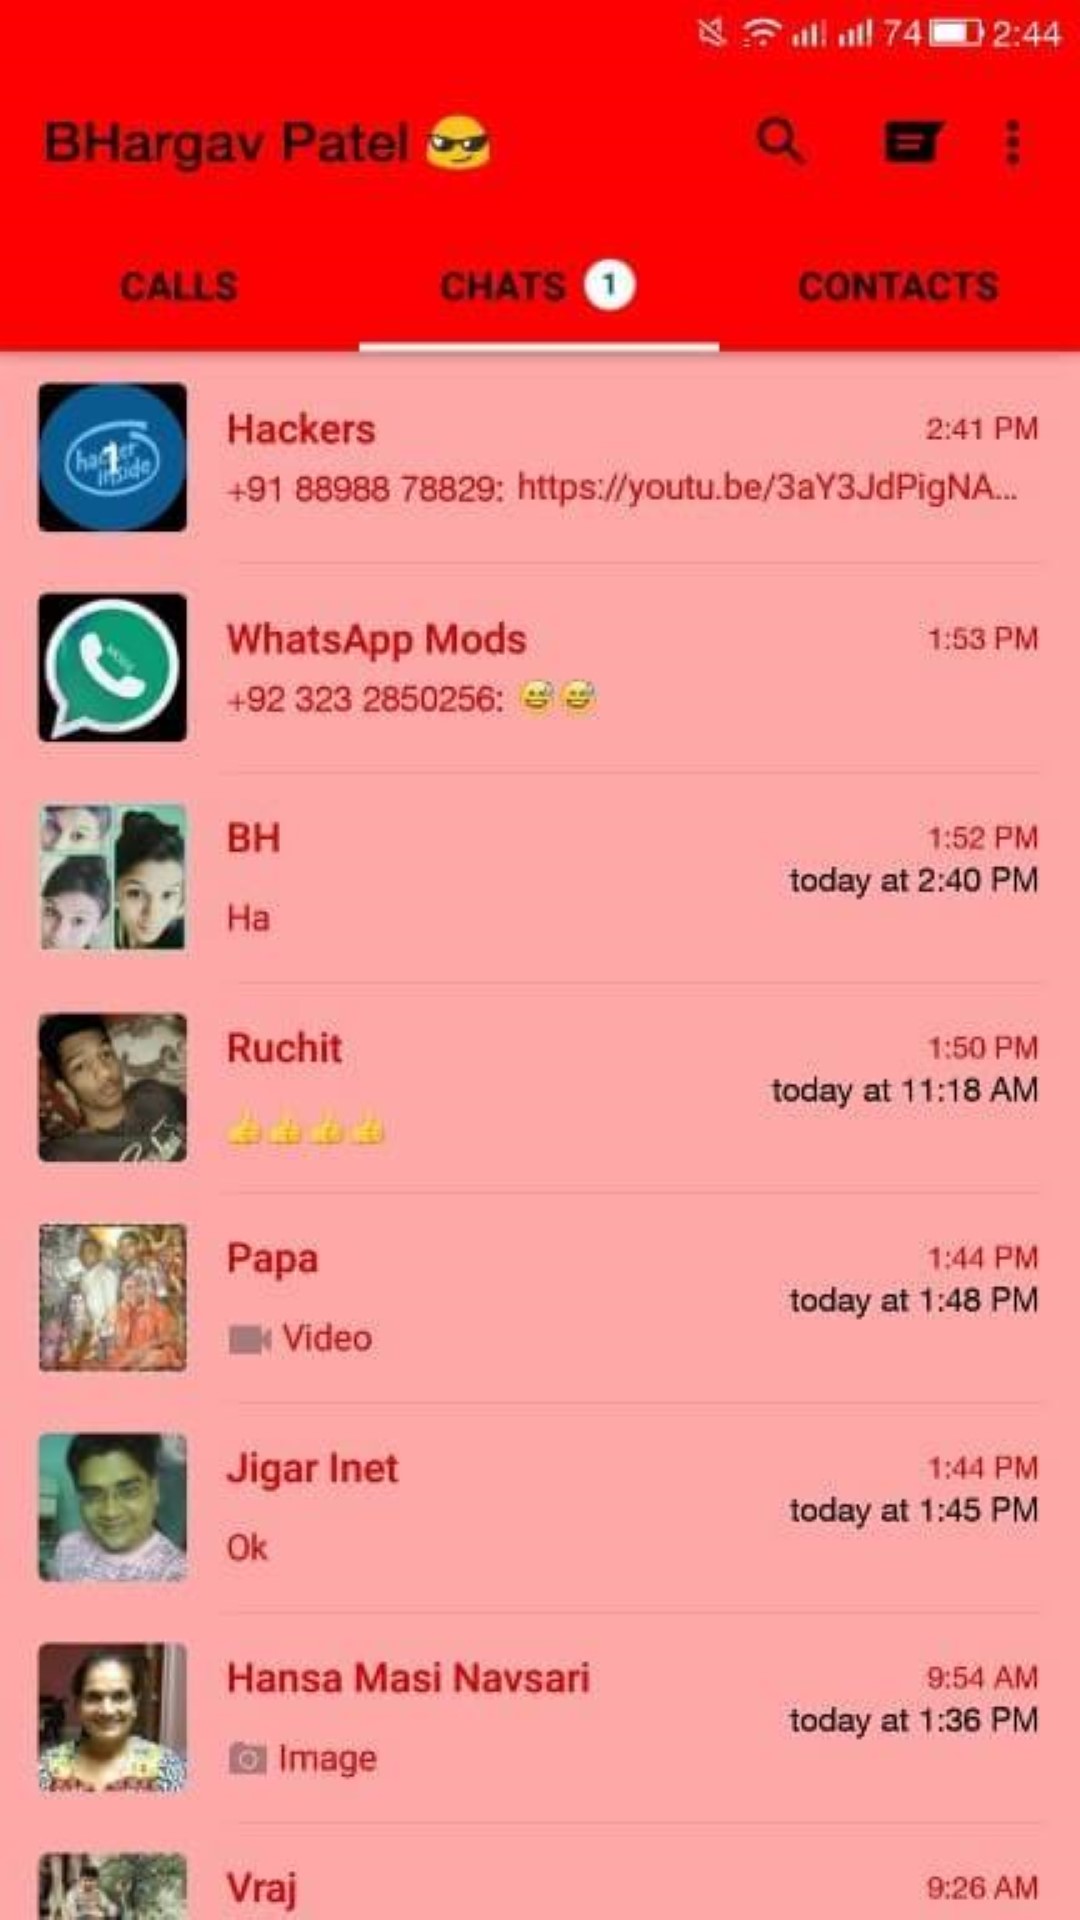 74 2:44
BHargav Patel 😎
CALLS CHATS 1 CONTACTS
Hackers 2:41 PM
hacker inside
1
+91 88988 78829: https://youtu.be/3aY3JdPigNA...
WhatsApp Mods 1:53 PM
+92 323 2850256: 😅😅
BH 1:52 PM
today at 2:40 PM
Ha
Ruchit 1:50 PM
today at 11:18 AM
👍👍👍👍
Papa 1:44 PM
today at 1:48 PM
Video
Jigar Inet 1:44 PM
today at 1:45 PM
Ok
Hansa Masi Navsari 9:54 AM
today at 1:36 PM
Image
Vraj 9:26 AM